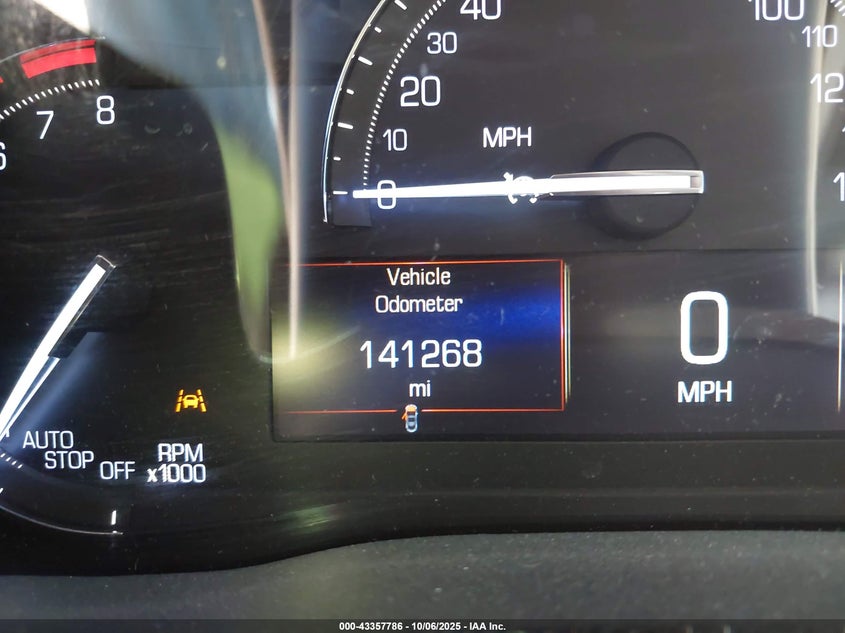 40
30
20
10
0
MPH
100
110
7
8
Vehicle
Odometer
141268
mi
0
MPH
AUTO
STOP
OFF
RPM
x1000
000-43357786 - 10/06/2025 - IAA Inc.